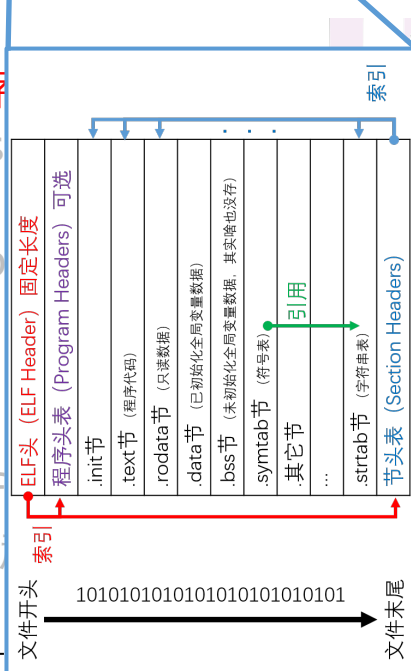 文件开头
1010101010101010101010101
文件末尾
索引
ELF头（ELF Header）固定长度
程序头表（Program Headers）可选
.init节
.text节（程序代码）
.rodata节（只读数据）
.data节（已初始化全局变量数据）
.bss节（未初始化全局变量数据，其实啥也没存）
.symtab节（符号表）
.其它节
...
.strtab节（字符串表）
节头表（Section Headers）
引用
索引